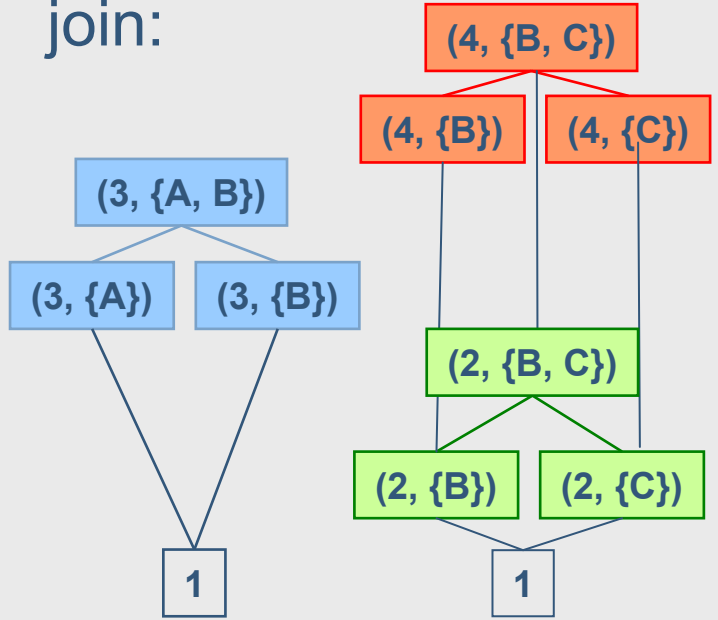 join:
(4, {B, C})
(4, {B}) (4, {C})
(3, {A, B})
(3, {A}) (3, {B})
(2, {B, C})
(2, {B}) (2, {C})
1 1